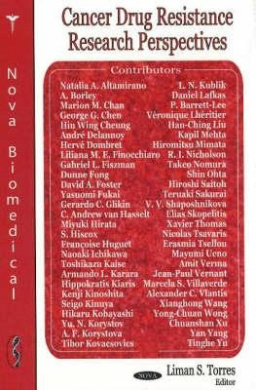 Cancer Drug Resistance
Research Perspectives
Nova Biomedical
Contributors
Natalia A. Altamirano
A. Borley
Marion M. Chan
George G. Chen
Hin Wing Cheung
André Delannoy
Hervé Dombret
Liliana M. E. Finocchiaro
Gabriel L. Fiszman
Dunne Fong
David A. Foster
Yasuomi Fukai
Gerardo C. Glikin
C. Andrew van Hasselt
Miyuki Hirata
S. Hiscox
Françoise Huguet
Naoaki Ichikawa
Toshikazu Kaise
Armando L. Karara
Hippokratis Kiaris
Kenji Kinoshita
Seigo Kinuya
Hikaru Kobayashi
Yu. N. Korystov
A. F. Korystova
Tibor Kovacsovics
L. N. Kublik
Daniel Lafkas
P. Barrett-Lee
Véronique Lhéritier
Han-Ching Liu
Kapil Mehta
Hiromitsu Mimata
R. I. Nicholson
Takeo Nomura
Shin Ohta
Hiroshi Saitoh
Teruaki Sakurai
V. V. Shaposhnikova
Elias Skopelitis
Xavier Thomas
Nicolas Tsavaris
Erasmia Tsellou
Mayumi Ueno
Amit Verma
Jean-Paul Vernant
Marcela S. Villaverde
Alexander C. Vlantis
Xianghong Wang
Yong-Chuan Wong
Chuanshan Xu
Yan Yang
Tinghe Yu
NOVA
Liman S. Torres
Editor